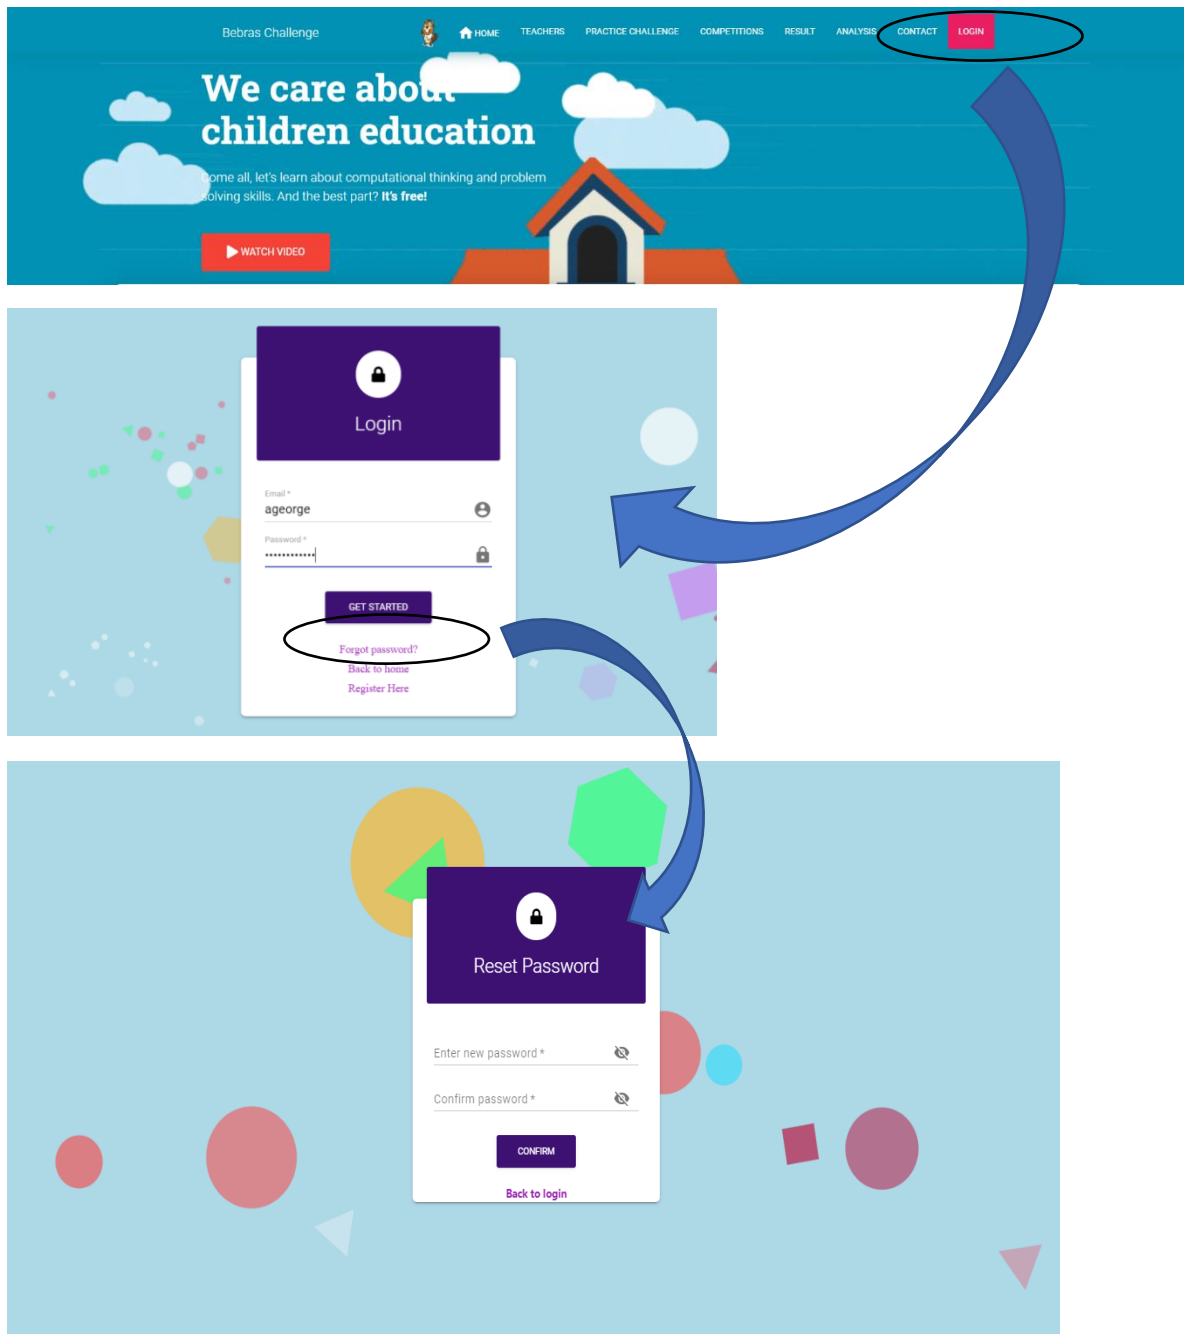 Bebras Challenge HOME TEACHERS PRACTICE CHALLENGE COMPETITIONS RESULT ANALYSIS CONTACT LOGIN
We care about
children education
Come all, let's learn about computational thinking and problem
solving skills. And the best part? It's free!
WATCH VIDEO
Login
Email *
ageorge
Password *
••••••••••••
GET STARTED
Forgot password?
Back to home
Register Here
Reset Password
Enter new password *
Confirm password *
CONFIRM
Back to login